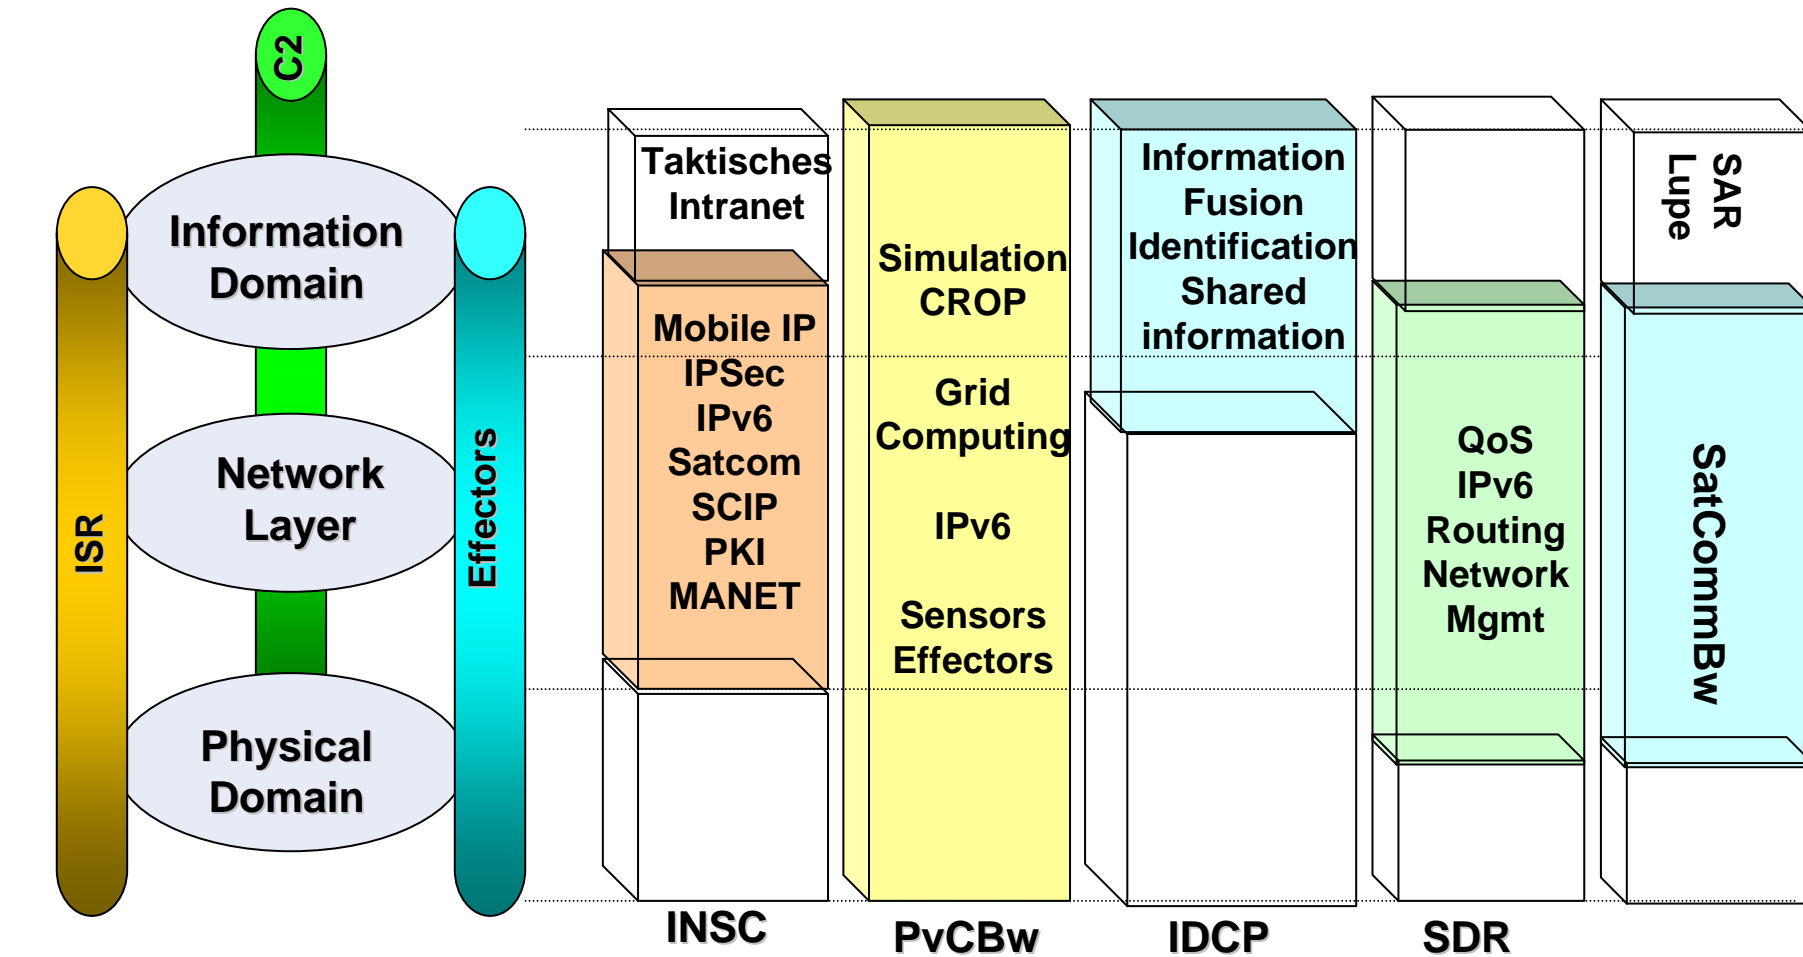 C2
Information
Domain
Network
Layer
Physical
Domain
ISR
Effectors
Taktisches
Intranet
Mobile IP
IPSec
IPv6
Satcom
SCIP
PKI
MANET
INSC
Simulation
CROP
Grid
Computing
IPv6
Sensors
Effectors
PvCBw
Information
Fusion
Identification
Shared
information
IDCP
QoS
IPv6
Routing
Network
Mgmt
SDR
SAR
Lupe
SatCommBw